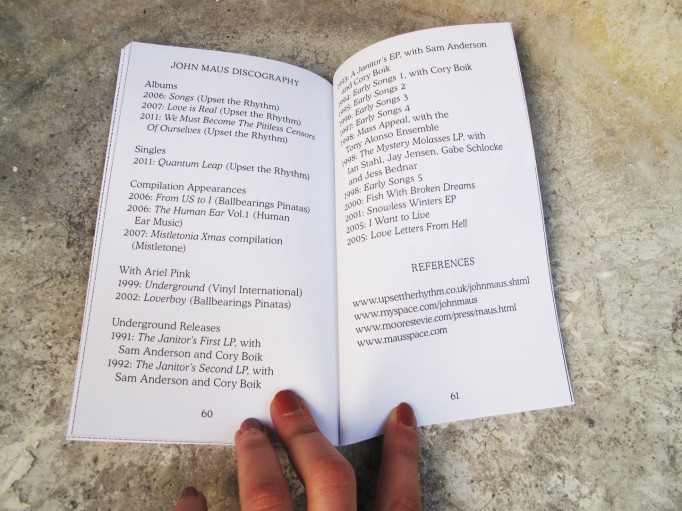 JOHN MAUS DISCOGRAPHY
Albums
2006: Songs (Upset the Rhythm)
2007: Love is Real (Upset the Rhythm)
2011: We Must Become The Pitiless Censors
Of Ourselves (Upset the Rhythm)
Singles
2011: Quantum Leap (Upset the Rhythm)
Compilation Appearances
2006: From US to I (Ballbearings Pinatas)
2006: The Human Ear Vol.1 (Human
Ear Music)
2007: Mistletonia Xmas compilation
(Mistletone)
With Ariel Pink
1999: Underground (Vinyl International)
2002: Loverboy (Ballbearings Pinatas)
Underground Releases
1991: The Janitor's First LP, with
Sam Anderson and Cory Boik
1992: The Janitor's Second LP, with
Sam Anderson and Cory Boik
60
1993: A Janitor's EP, with Sam Anderson
and Cory Boik
1994: Early Songs 1, with Cory Boik
1995: Early Songs 2
1996: Early Songs 3
1997: Early Songs 4
1998: Mass Appeal, with the
Tony Alonso Ensemble
1998: The Mystery Molasses LP, with
Ian Stahl, Jay Jensen, Gabe Schlocke
and Jess Bednar
1998: Early Songs 5
2000: Fish With Broken Dreams
2001: Snowless Winters EP
2005: I Want to Live
2005: Love Letters From Hell
REFERENCES
www.upsettherhythm.co.uk/johnmaus.shtml
www.myspace.com/johnmaus
www.moorestevie.com/press/maus.html
www.mausspace.com
61